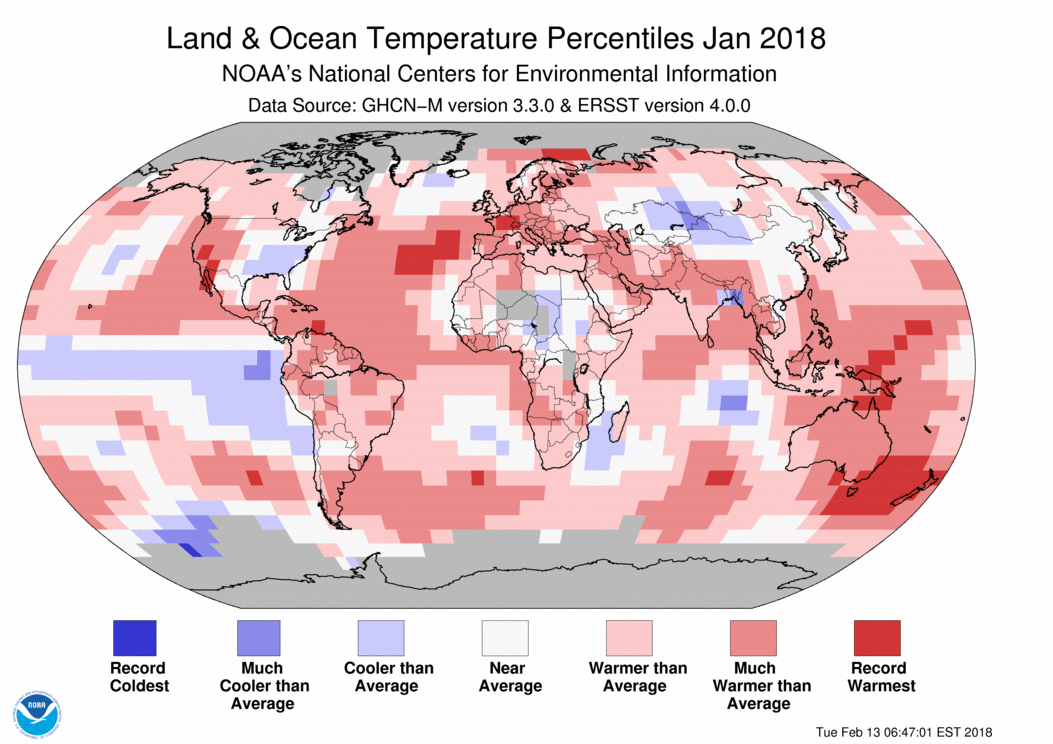 Land & Ocean Temperature Percentiles Jan 2018
NOAA's National Centers for Environmental Information
Data Source: GHCN−M version 3.3.0 & ERSST version 4.0.0
Record
Coldest
Much
Cooler than
Average
Cooler than
Average
Near
Average
Warmer than
Average
Much
Warmer than
Average
Record
Warmest
NOAA
Tue Feb 13 06:47:01 EST 2018